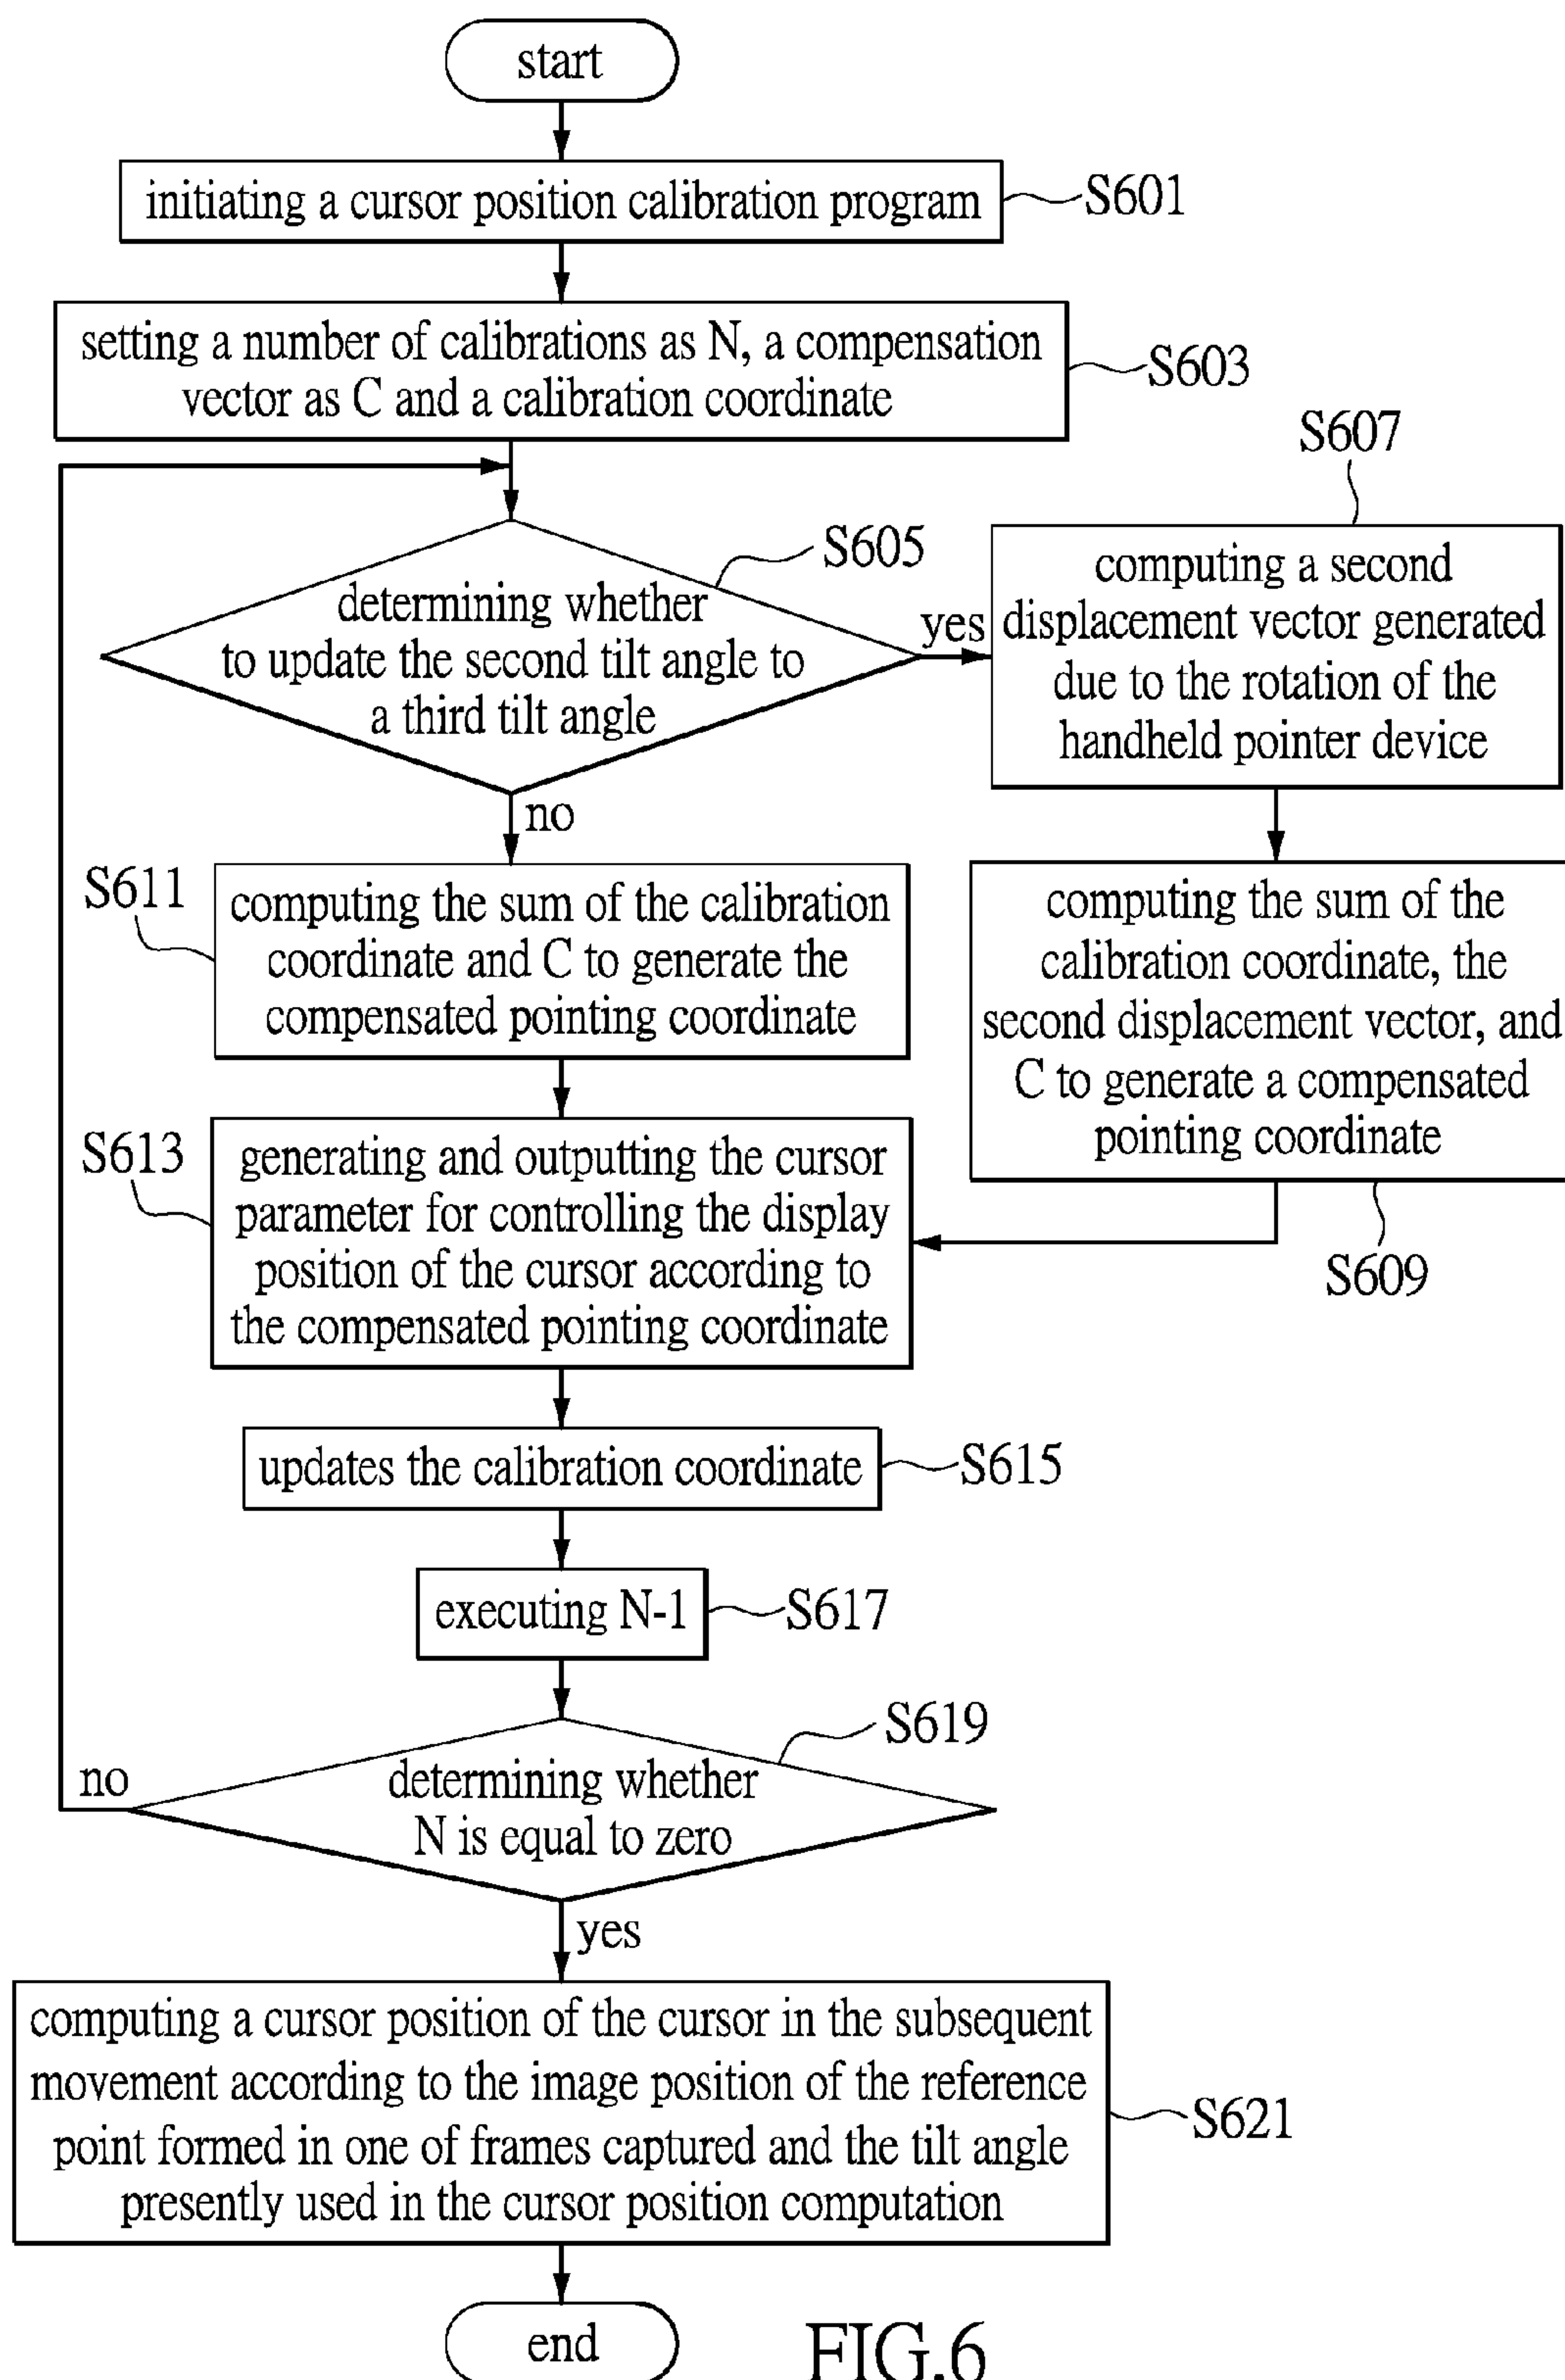 start
initiating a cursor position calibration program
S601
setting a number of calibrations as N, a compensation
vector as C and a calibration coordinate
S603
S605
determining whether
to update the second tilt angle to
a third tilt angle
yes
no
S607
computing a second
displacement vector generated
due to the rotation of the
handheld pointer device
S611
computing the sum of the calibration
coordinate and C to generate the
compensated pointing coordinate
computing the sum of the
calibration coordinate, the
second displacement vector, and
C to generate a compensated
pointing coordinate
S609
S613
generating and outputting the cursor
parameter for controlling the display
position of the cursor according to
the compensated pointing coordinate
updates the calibration coordinate
S615
executing N-1
S617
S619
determining whether
N is equal to zero
no
yes
computing a cursor position of the cursor in the subsequent
movement according to the image position of the reference
point formed in one of frames captured and the tilt angle
presently used in the cursor position computation
S621
end
FIG.6